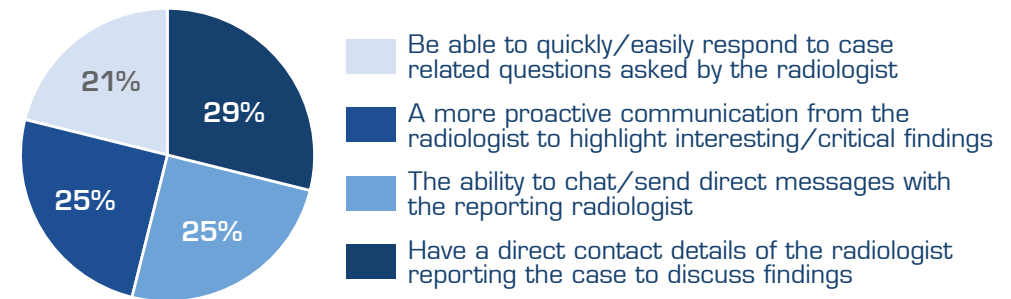 21%
29%
25%
25%
Be able to quickly/easily respond to case
related questions asked by the radiologist
A more proactive communication from the
radiologist to highlight interesting/critical findings
The ability to chat/send direct messages with
the reporting radiologist
Have a direct contact details of the radiologist
reporting the case to discuss findings